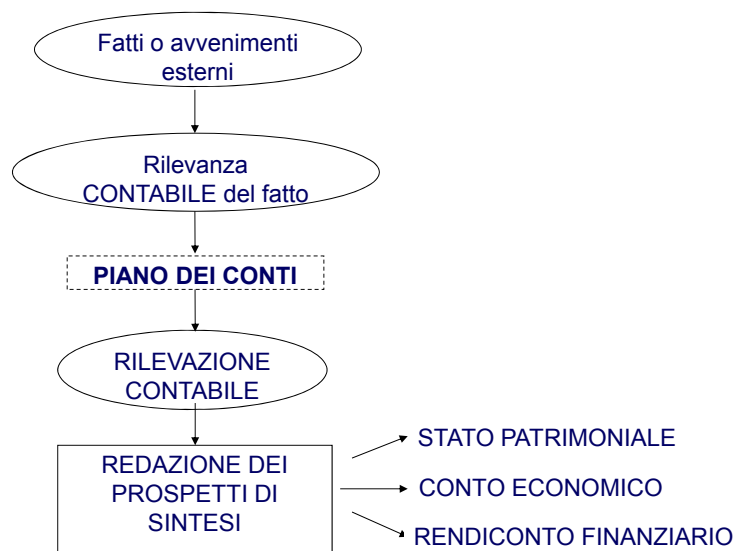 Fatti o avvenimenti
esterni
Rilevanza
CONTABILE del fatto
PIANO DEI CONTI
RILEVAZIONE
CONTABILE
REDAZIONE DEI
PROSPETTI DI
SINTESI
STATO PATRIMONIALE
CONTO ECONOMICO
RENDICONTO FINANZIARIO